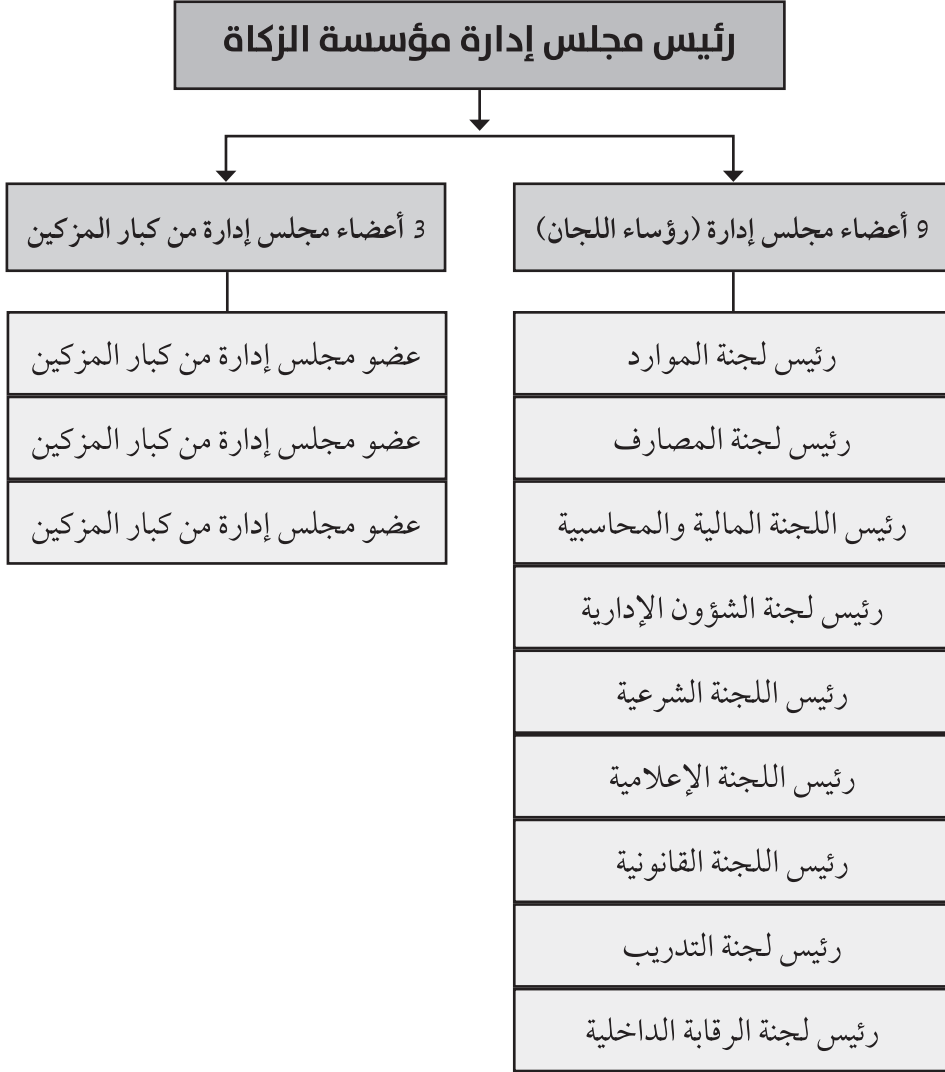 رئيس مجلس إدارة مؤسسة الزكاة
9 أعضاء مجلس إدارة (رؤساء اللجان)
رئيس لجنة الموارد
رئيس لجنة المصارف
رئيس اللجنة المالية والمحاسبية
رئيس لجنة الشؤون الإدارية
رئيس اللجنة الشرعية
رئيس اللجنة الإعلامية
رئيس اللجنة القانونية
رئيس لجنة التدريب
رئيس لجنة الرقابة الداخلية
3 أعضاء مجلس إدارة من كبار المزكين
عضو مجلس إدارة من كبار المزكين
عضو مجلس إدارة من كبار المزكين
عضو مجلس إدارة من كبار المزكين